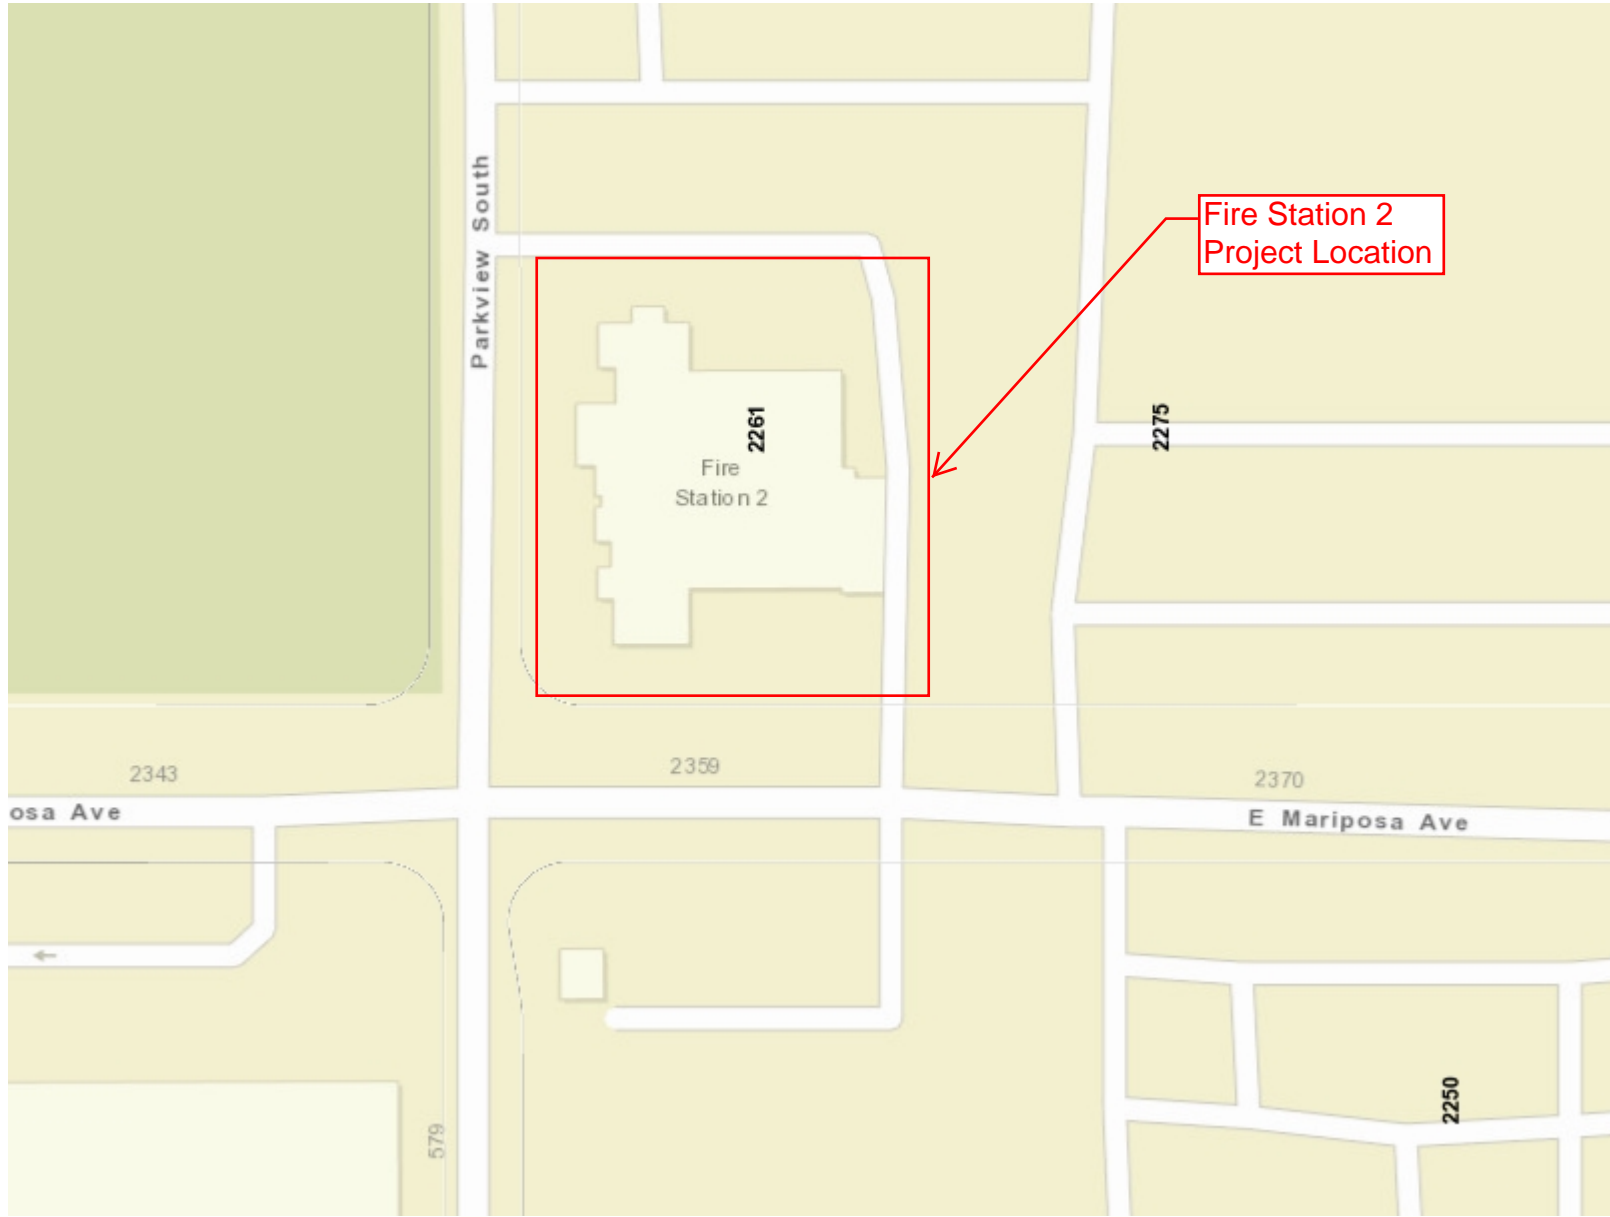 Parkview South
Fire Station 2
Project Location
2261
2275
Fire
Station 2
2343
2359
2370
osa Ave
E Mariposa Ave
579
2250